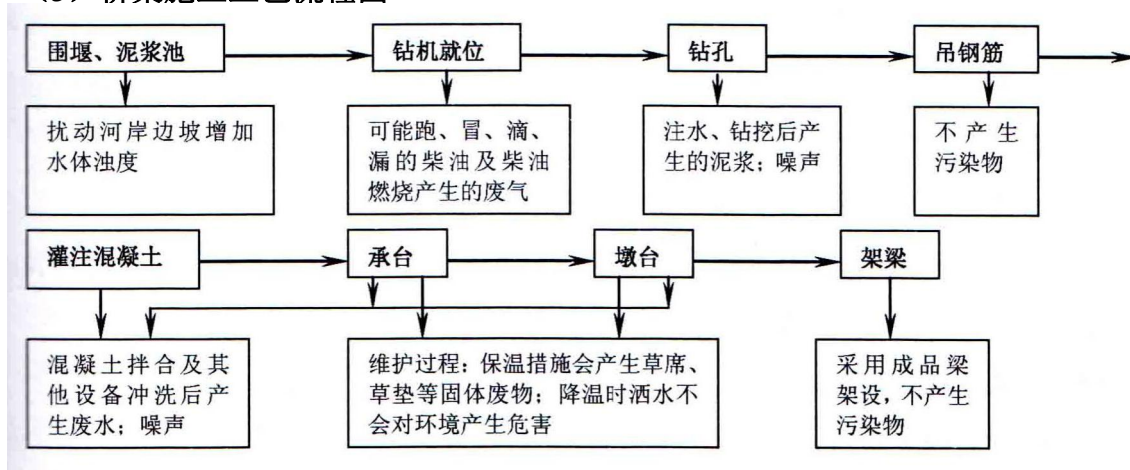 围堰、泥浆池
钻机就位
钻孔
吊钢筋
扰动河岸边坡增加
水体浊度
可能跑、冒、滴、
漏的柴油及柴油
燃烧产生的废气
注水、钻挖后产
生的泥浆；噪声
不产生
污染物
灌注混凝土
承台
墩台
架梁
混凝土拌合及其
他设备冲洗后产
生废水；噪声
维护过程：保温措施会产生草席、
草垫等固体废物；降温时洒水不
会对环境产生危害
采用成品梁
架设，不产生
污染物